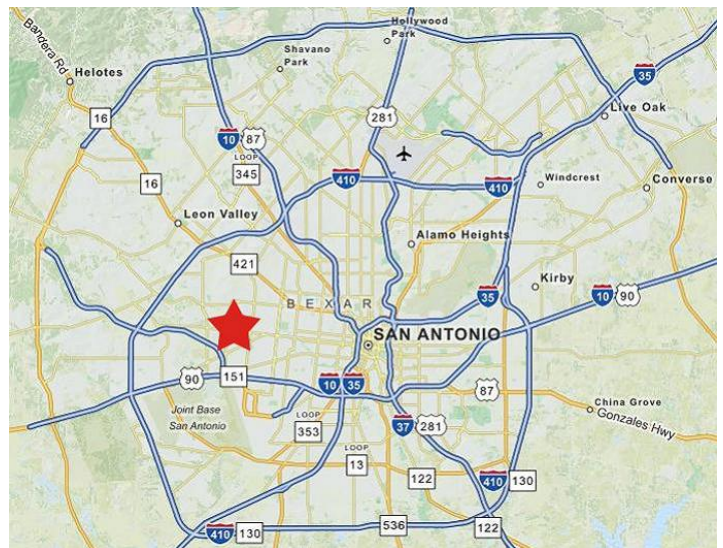 Hollywood
Park
Bandera Rd
Shavano
Park
Helotes
35
Live Oak
16
281
10
87
LOOP
345
410
410
Windcrest
Converse
16
Leon Valley
Alamo Heights
421
Kirby
BEXAR
35
10
90
SAN ANTONIO
90
151
10
35
87
China Grove
Gonzales Hwy
Joint Base
San Antonio
LOOP
353
37
281
LOOP
13
122
410
130
410
130
536
122